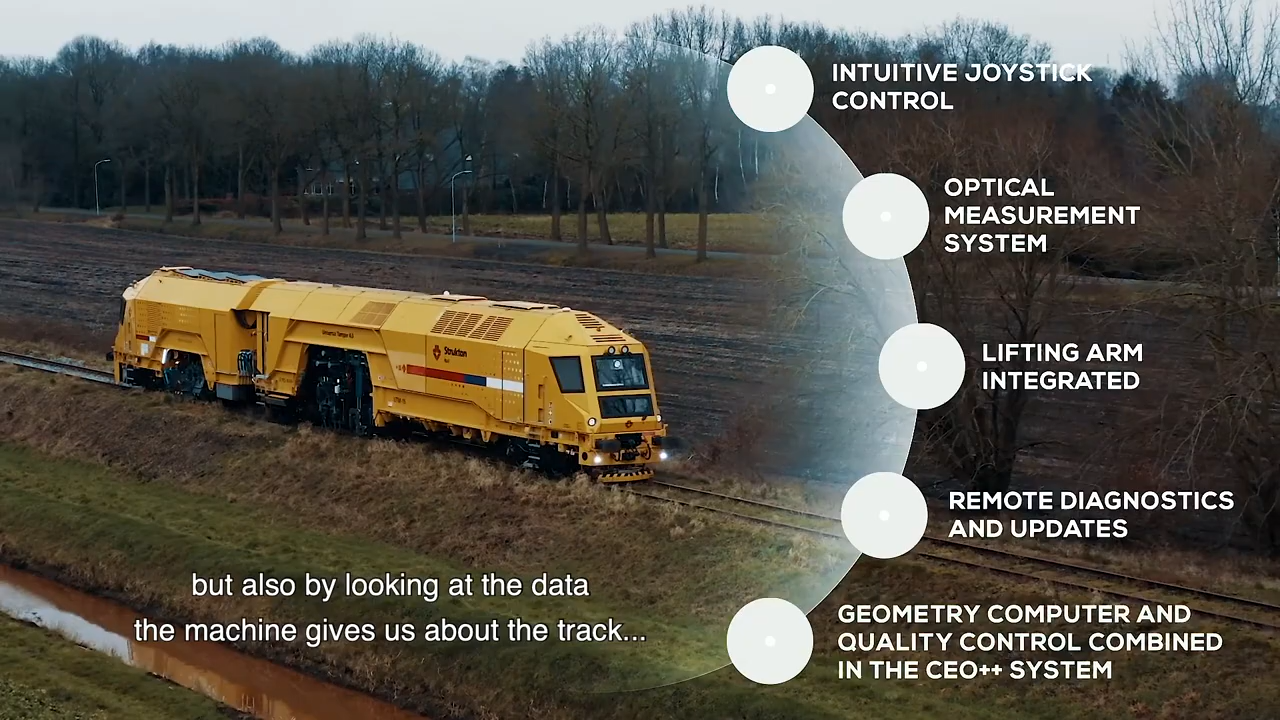 INTUITIVE JOYSTICK
CONTROL
OPTICAL
MEASUREMENT
SYSTEM
LIFTING ARM
INTEGRATED
REMOTE DIAGNOSTICS
AND UPDATES
GEOMETRY COMPUTER AND
QUALITY CONTROL COMBINED
IN THE CEO++ SYSTEM
Strukton
but also by looking at the data
the machine gives us about the track...